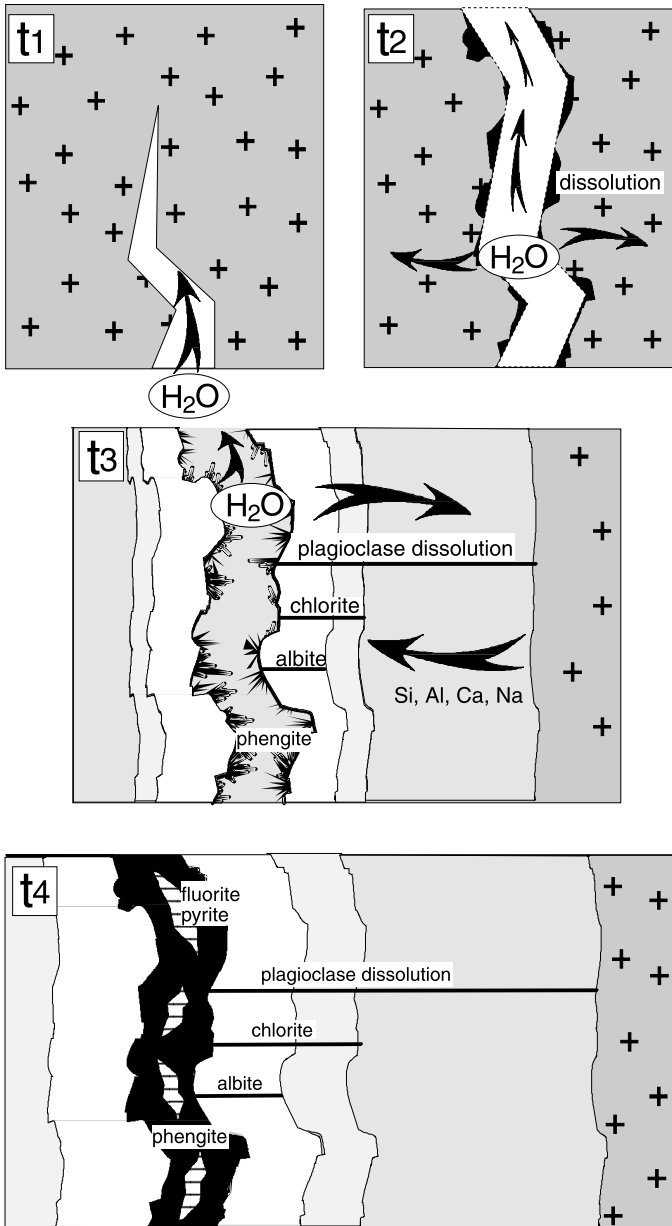 t1
H₂O
t2
dissolution
H₂O
t3
H₂O
plagioclase dissolution
chlorite
albite
Si, Al, Ca, Na
phengite
t4
fluorite
pyrite
plagioclase dissolution
chlorite
albite
phengite